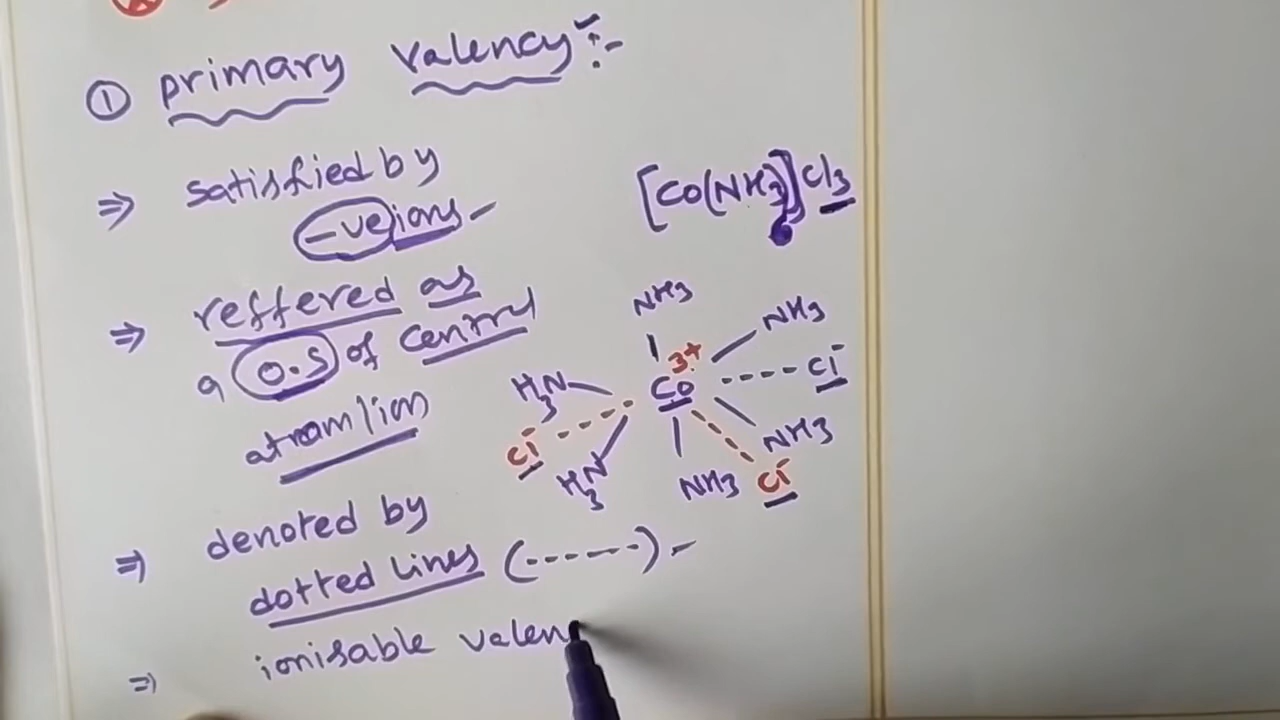 ① primary valency :-
⇒ satisfied by
-ve ions -
⇒ reffered as
a O.S of central
atram/ion
⇒ denoted by
dotted lines (------) -
⇒ ionisable valen
[Co(NH3)6]Cl3
NH3
NH3
3+
Co
Cl-
H3N
Cl-
H3N
NH3
NH3
Cl-